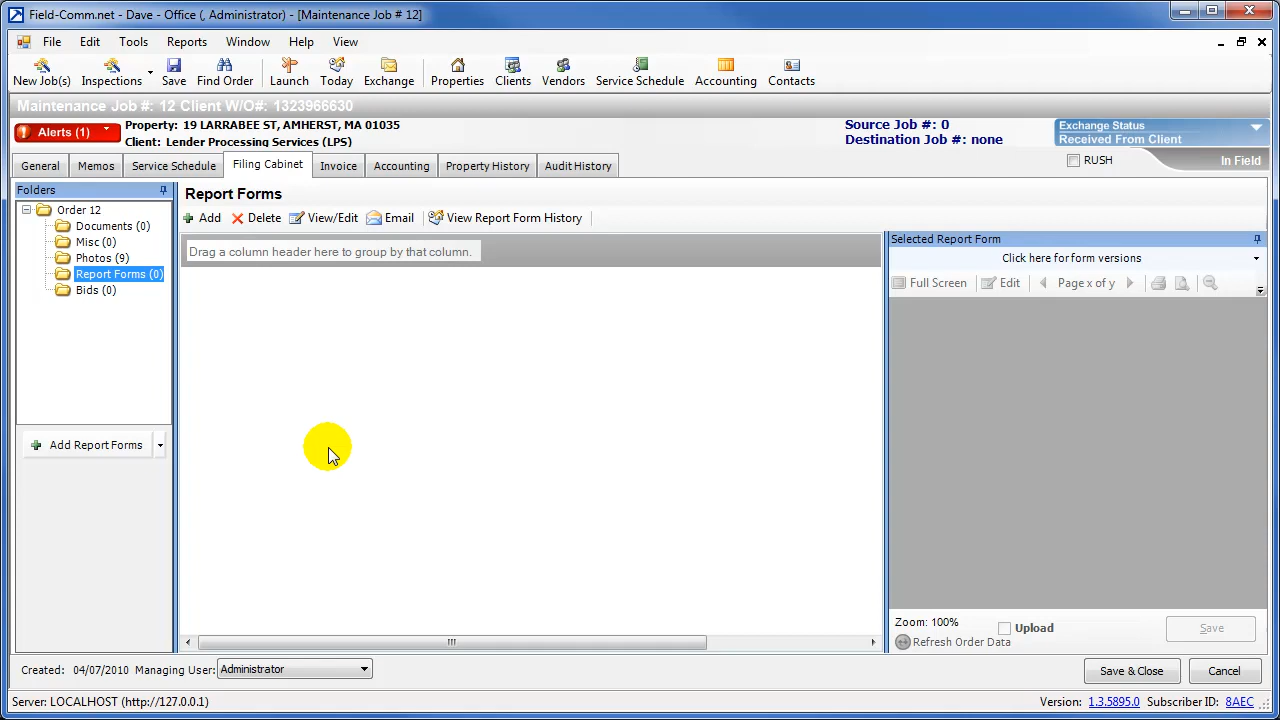 Field-Comm.net - Dave - Office (, Administrator) - [Maintenance Job # 12]
File Edit Tools Reports Window Help View
New Job(s) Inspections Save Find Order Launch Today Exchange Properties Clients Vendors Service Schedule Accounting Contacts
Maintenance Job #: 12 Client W/O#: 1323966630
Alerts (1)
Property: 19 LARRABEE ST, AMHERST, MA 01035
Client: Lender Processing Services (LPS)
Source Job #: 0
Destination Job #: none
Exchange Status
Received From Client
General Memos Service Schedule Filing Cabinet Invoice Accounting Property History Audit History
RUSH
In Field
Folders
Order 12
Documents (0)
Misc (0)
Photos (9)
Report Forms (0)
Bids (0)
Add Report Forms
Report Forms
Add Delete View/Edit Email View Report Form History
Drag a column header here to group by that column.
Selected Report Form
Click here for form versions
Full Screen Edit Page x of y
Zoom: 100%
Upload
Save
Refresh Order Data
Created: 04/07/2010 Managing User: Administrator
Save & Close Cancel
Server: LOCALHOST (http://127.0.0.1)
Version: 1.3.5895.0 Subscriber ID: 8AEC